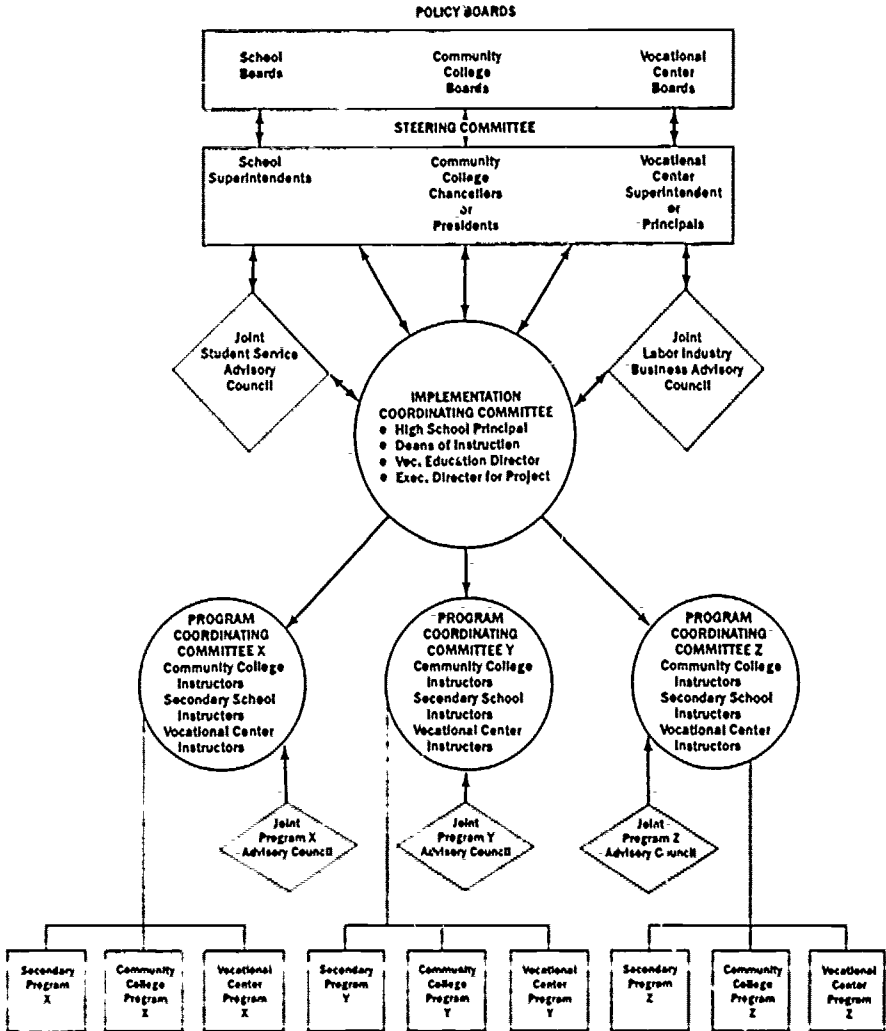 POLICY BOARDS
School
Boards
Community
College
Boards
Vocational
Center
Boards
STEERING COMMITTEE
School
Superintendents
Community
College
Chancellers
or
Presidents
Vocational
Center
Superintendent
or
Principals
Joint
Student Service
Advisory
Council
Joint
Labor Industry
Business Advisory
Council
IMPLEMENTATION
COORDINATING COMMITTEE
• High School Principal
• Deans of Instruction
• Voc. Education Director
• Exec. Director for Project
PROGRAM
COORDINATING
COMMITTEE X
Community College
Instructors
Secondary School
Instructors
Vocational Center
Instructors
PROGRAM
COORDINATING
COMMITTEE Y
Community College
Instructors
Secondary School
Instructors
Vocational Center
Instructors
PROGRAM
COORDINATING
COMMITTEE Z
Community College
Instructors
Secondary School
Instructors
Vocational Center
Instructors
Joint
Program X
Advisory Council
Joint
Program Y
Advisory Council
Joint
Program Z
Advisory Council
Secondary
Program
X
Community
College
Program
X
Vocational
Center
Program
X
Secondary
Program
Y
Community
College
Program
Y
Vocational
Center
Program
Y
Secondary
Program
Z
Community
College
Program
Z
Vocational
Center
Program
Z